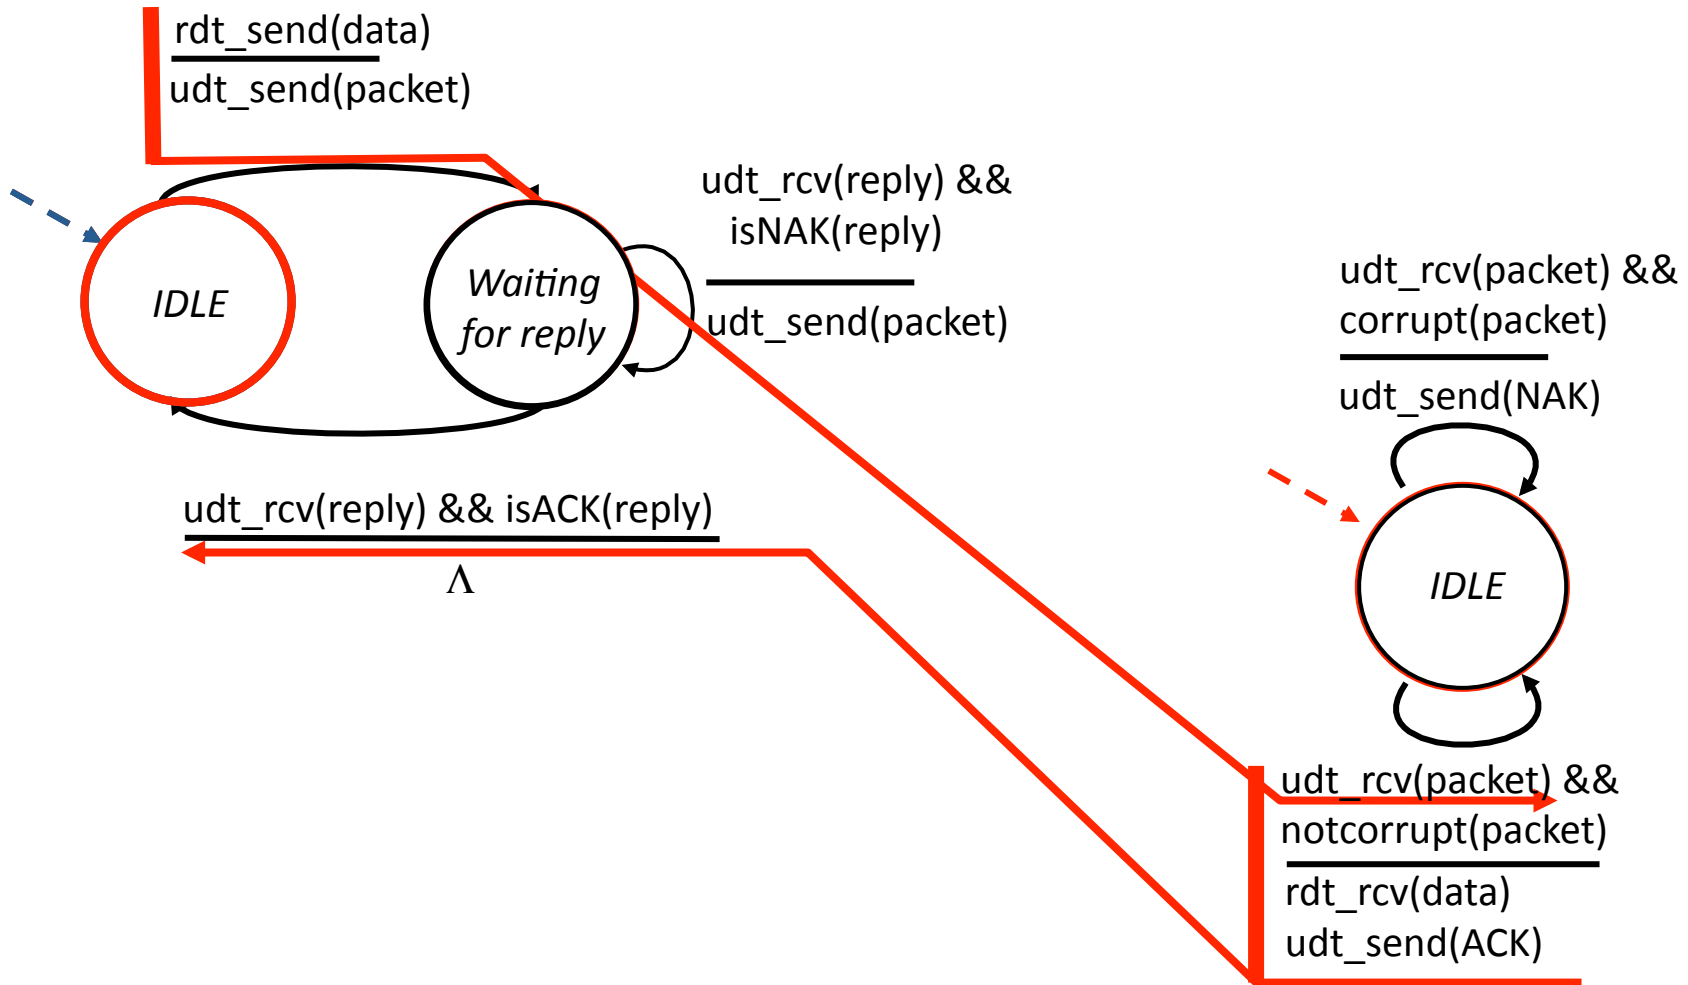 rdt_send(data)
udt_send(packet)
IDLE
Waiting
for reply
udt_rcv(reply) &&
isNAK(reply)
udt_send(packet)
udt_rcv(reply) && isACK(reply)
Λ
udt_rcv(packet) &&
corrupt(packet)
udt_send(NAK)
IDLE
udt_rcv(packet) &&
notcorrupt(packet)
rdt_rcv(data)
udt_send(ACK)